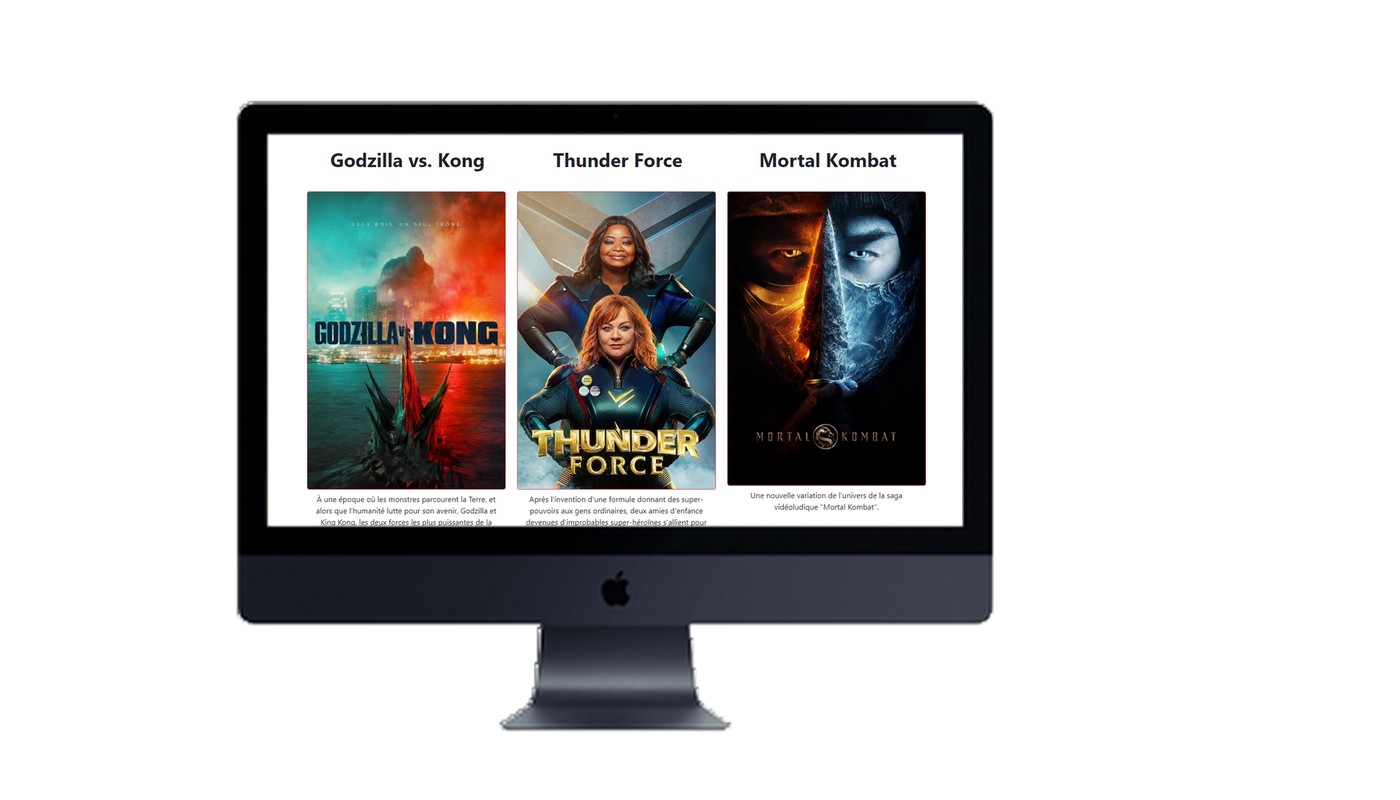 Godzilla vs. Kong
Thunder Force
Mortal Kombat
DEUX ROIS. UN SEUL TRÔNE.
GODZILLA vs. KONG
THUNDER
FORCE
MORTAL KOMBAT
À une époque où les monstres parcourent la Terre, et
alors que l'humanité lutte pour son avenir, Godzilla et
King Kong, les deux forces les plus puissantes de la
Après l'invention d'une formule donnant des super-
pouvoirs aux gens ordinaires, deux amies d'enfance
devenues d'improbables super-héroïnes s'allient pour
Une nouvelle variation de l'univers de la saga
vidéoludique "Mortal Kombat".